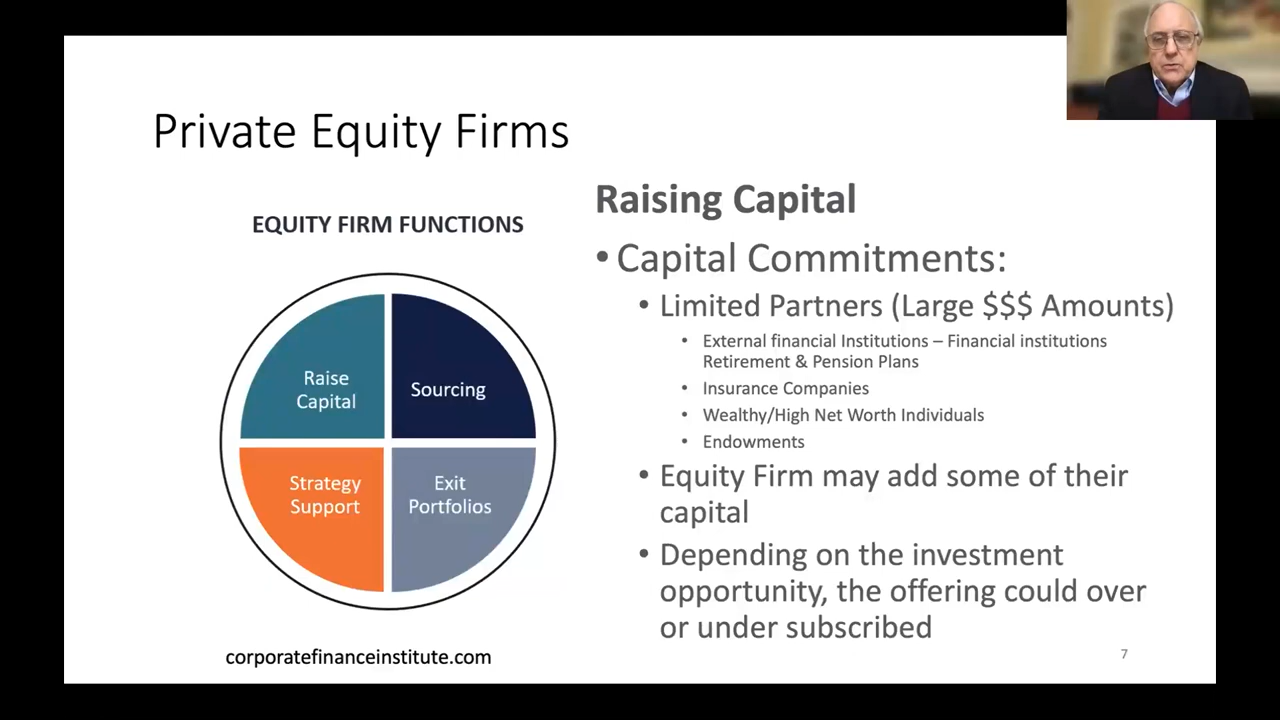 Private Equity Firms
EQUITY FIRM FUNCTIONS
Raise
Capital
Sourcing
Strategy
Support
Exit
Portfolios
corporatefinanceinstitute.com
Raising Capital
• Capital Commitments:
• Limited Partners (Large $$$ Amounts)
• External financial Institutions – Financial institutions
Retirement & Pension Plans
• Insurance Companies
• Wealthy/High Net Worth Individuals
• Endowments
• Equity Firm may add some of their
capital
• Depending on the investment
opportunity, the offering could over
or under subscribed
7